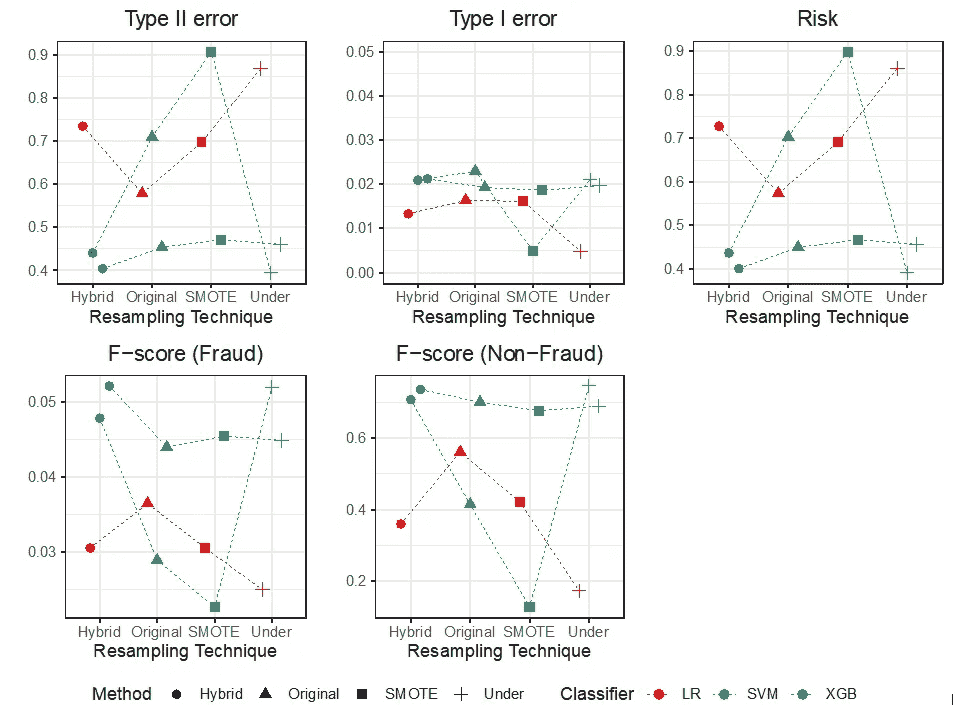 Type II error Type I error Risk
0.9 0.05 0.9
0.8 0.04 0.8
0.7 0.03 0.7
0.6 0.02 0.6
0.5 0.01 0.5
0.4 0.00 0.4
Hybrid Original SMOTE Under Hybrid Original SMOTE Under Hybrid Original SMOTE Under
Resampling Technique Resampling Technique Resampling Technique
F−score (Fraud) F−score (Non−Fraud)
0.05 0.6
0.04 0.4
0.03 0.2
Hybrid Original SMOTE Under Hybrid Original SMOTE Under
Resampling Technique Resampling Technique
Method Hybrid Original SMOTE Under Classifier LR SVM XGB